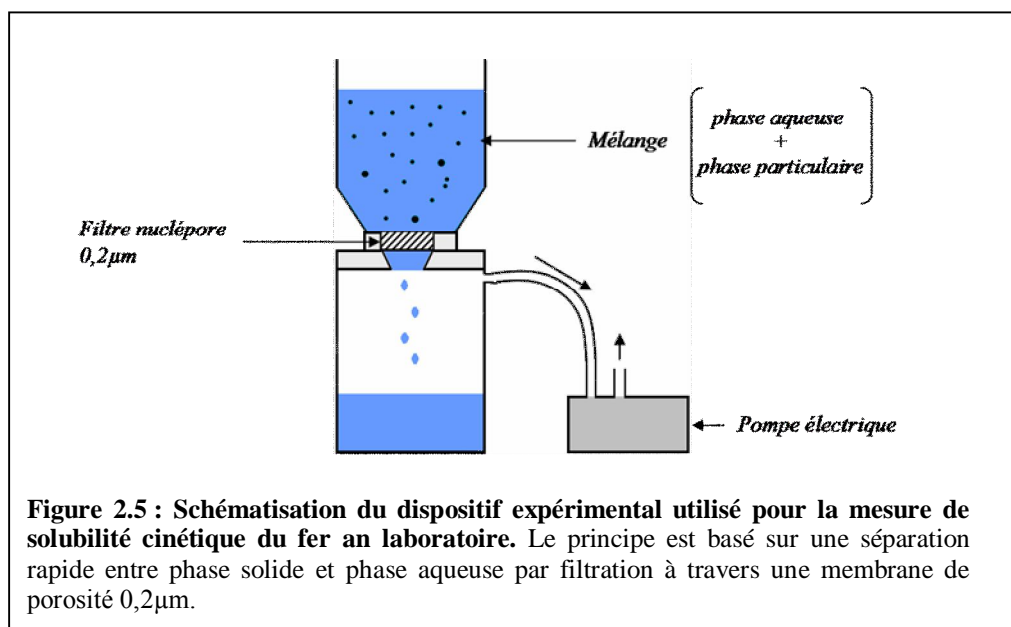 phase aqueuse
+
phase particulaire
Mélange
Filtre nuclépore
0,2µm
Pompe électrique
Figure 2.5 : Schématisation du dispositif expérimental utilisé pour la mesure de
solubilité cinétique du fer an laboratoire. Le principe est basé sur une séparation
rapide entre phase solide et phase aqueuse par filtration à travers une membrane de
porosité 0,2µm.